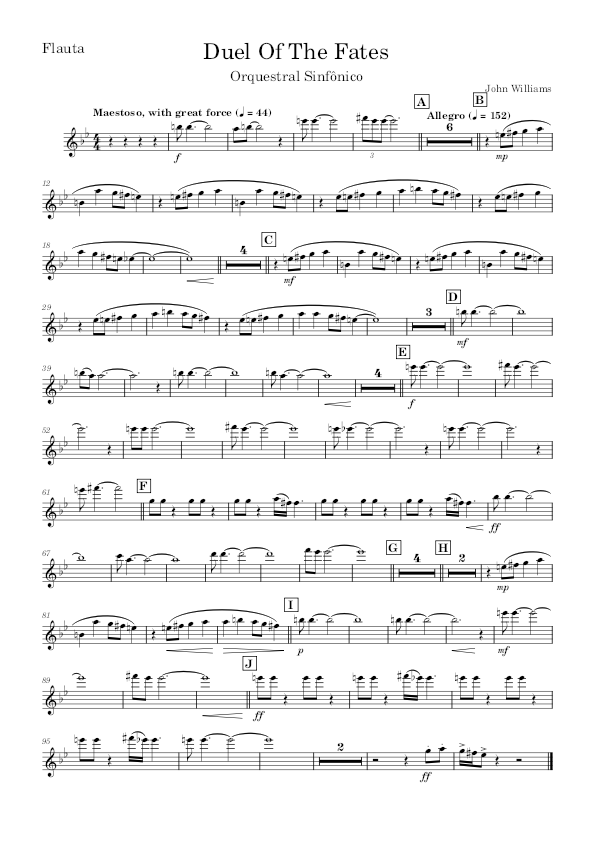 Flauta
Duel Of The Fates
Orquestral Sinfônico
John Williams
Maestoso, with great force (♩ = 44)
A
Allegro (♩ = 152)
B
6
f
3
mp
12
18
C
4
mf
mf
29
3
D
mf
39
4
E
f
52
61
F
ff
67
G
4
H
2
mp
81
I
p
mf
89
J
ff
95
2
ff